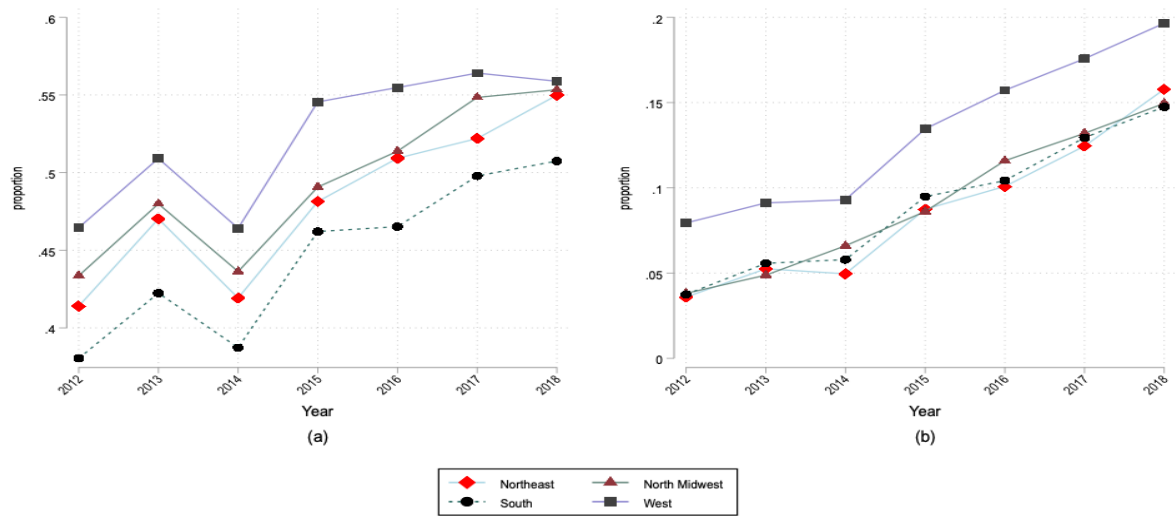 .6
.55
.5
.45
.4
proportion
2012
2013
2014
2015
2016
2017
2018
Year
(a)
.2
.15
.1
.05
0
proportion
2012
2013
2014
2015
2016
2017
2018
Year
(b)
Northeast
North Midwest
South
West